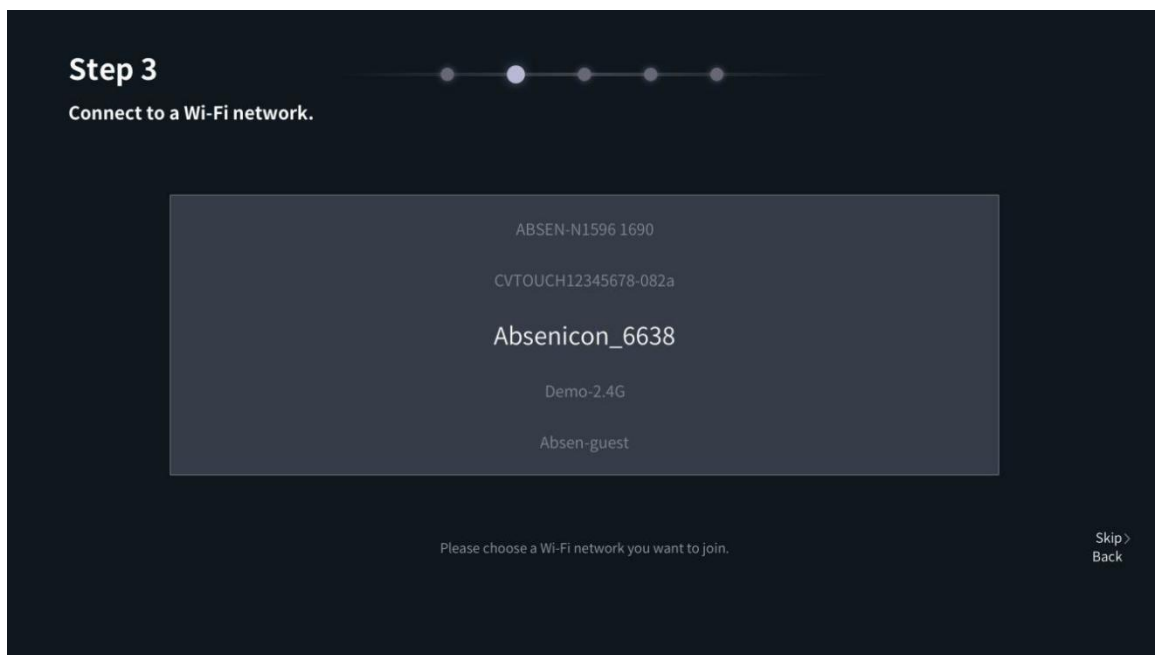 Step 3
Connect to a Wi-Fi network.
ABSEN-N1596 1690
CVTOUCH12345678-082a
Absenicon_6638
Demo-2.4G
Absen-guest
Please choose a Wi-Fi network you want to join.
Skip>
Back